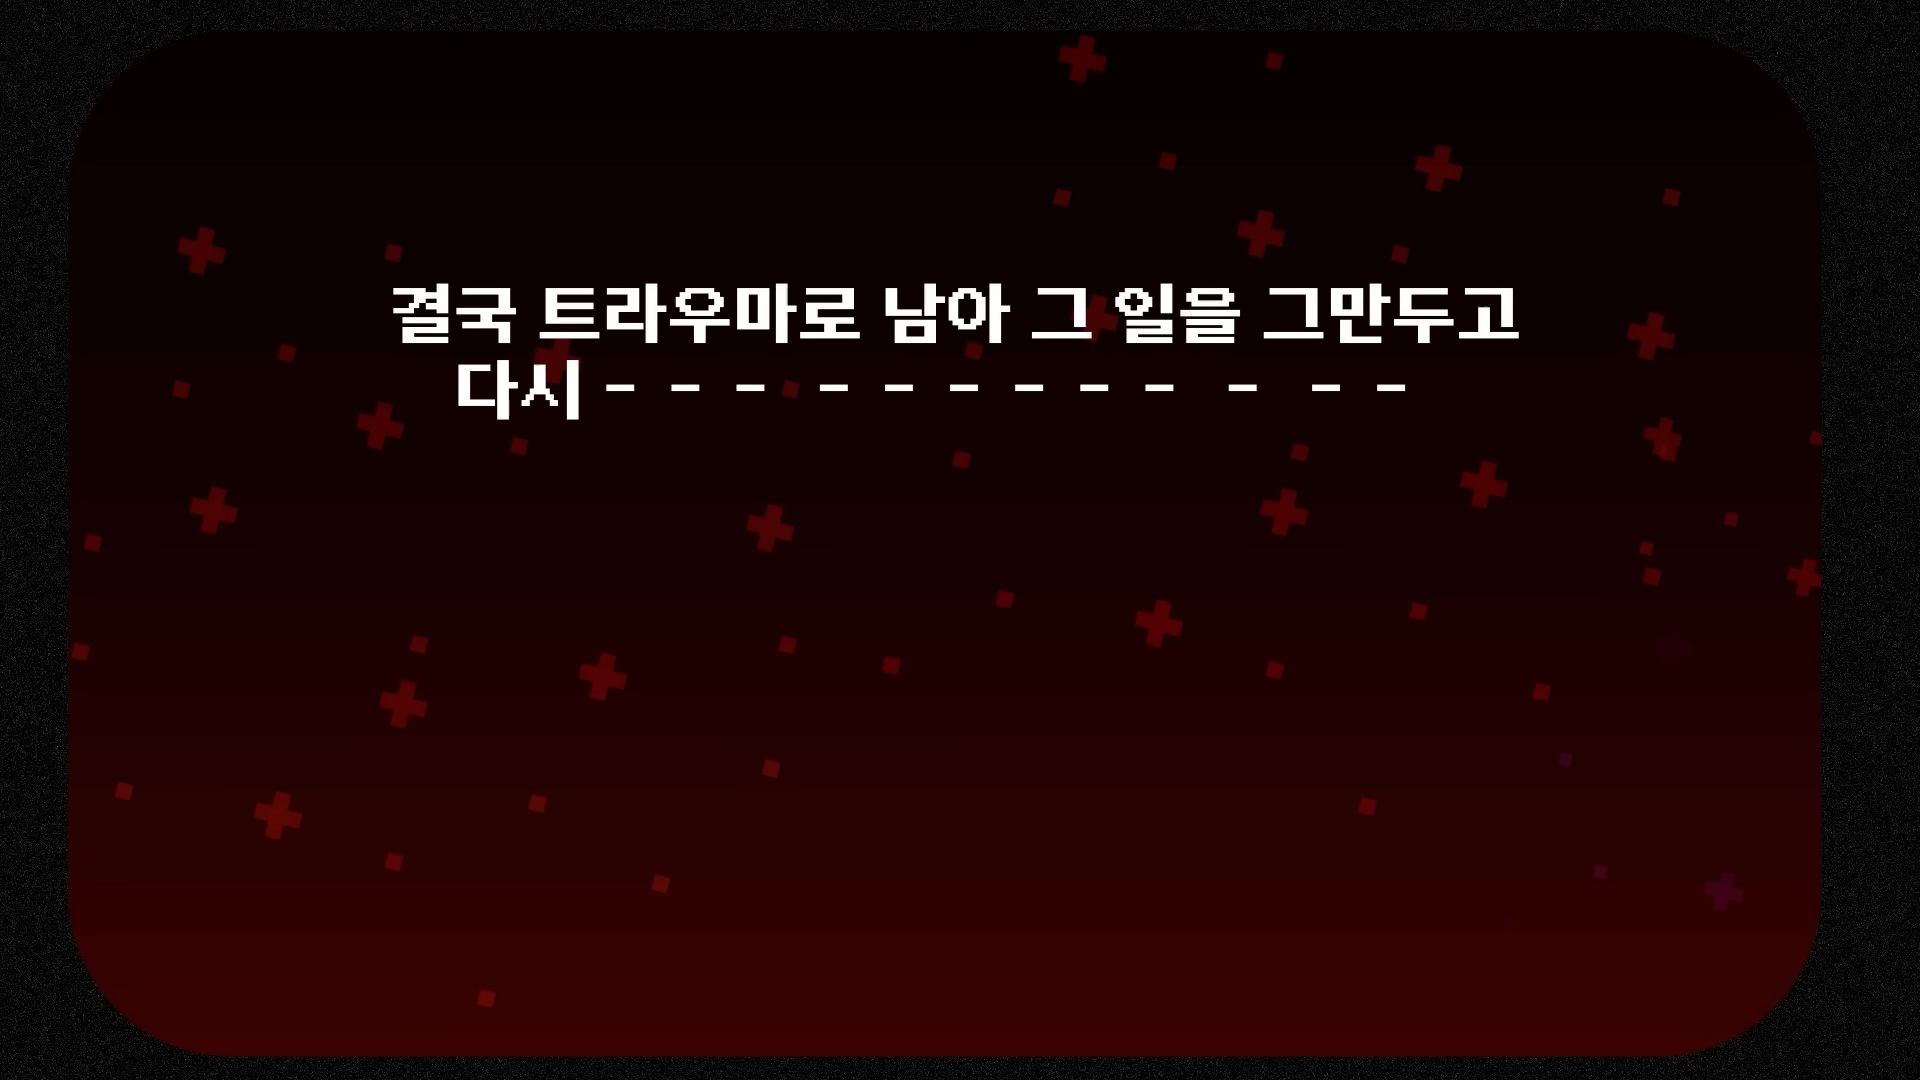 결국 트라우마로 남아 그 일을 그만두고
다시 - - - - - - - - - - - -